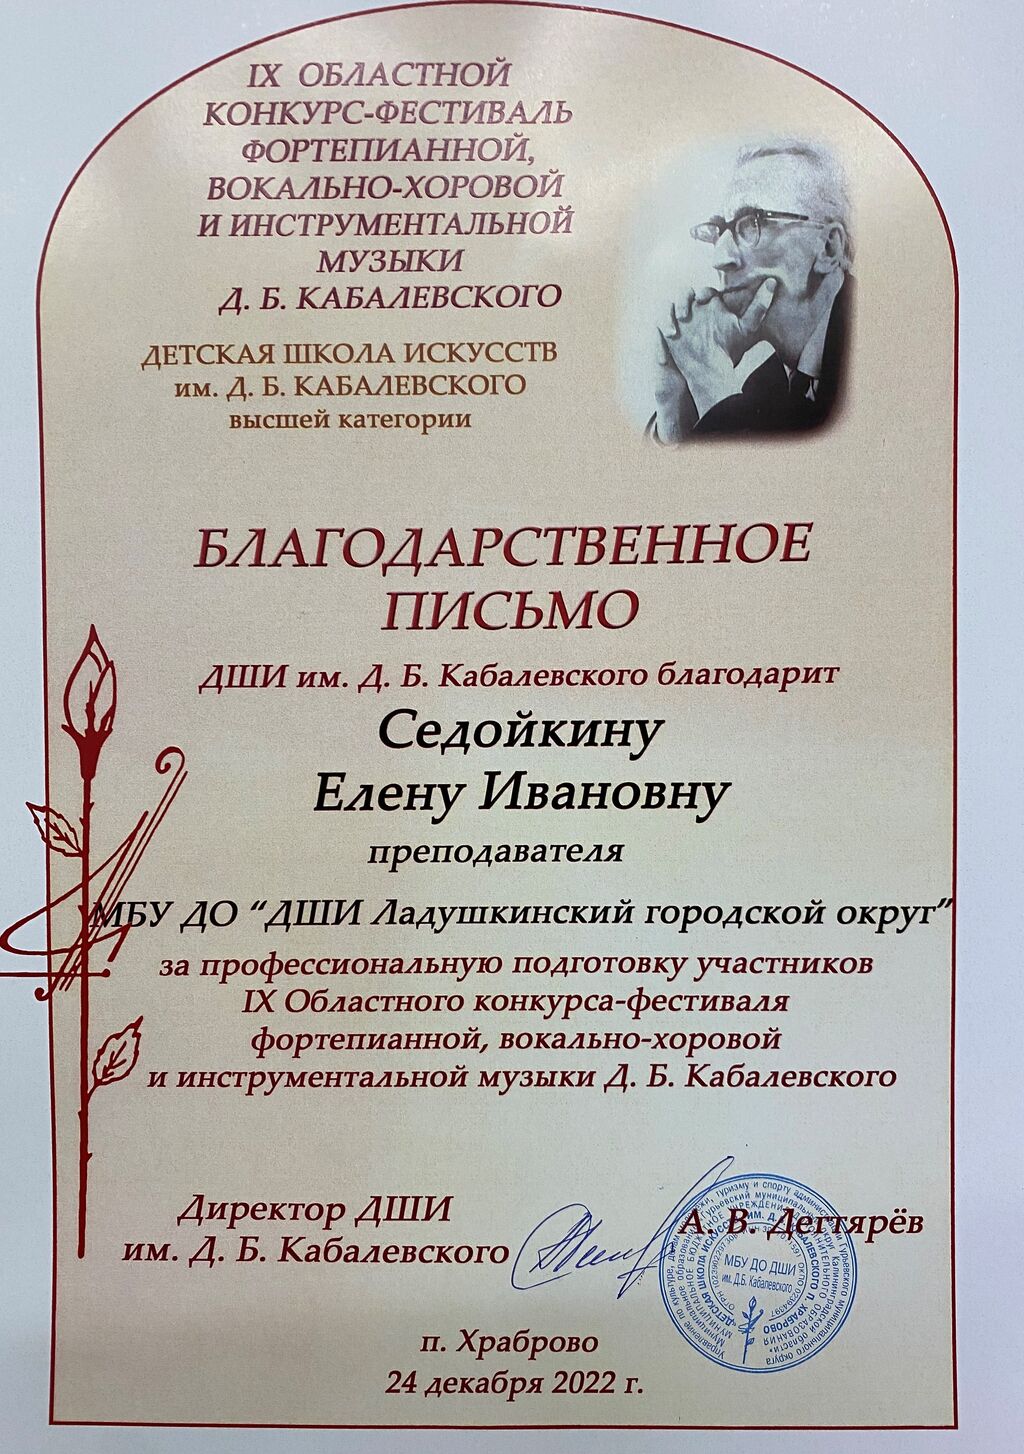 IX ОБЛАСТНОЙ
КОНКУРС-ФЕСТИВАЛЬ
ФОРТЕПИАННОЙ,
ВОКАЛЬНО-ХОРОВОЙ
И ИНСТРУМЕНТАЛЬНОЙ
МУЗЫКИ
Д. Б. КАБАЛЕВСКОГО
ДЕТСКАЯ ШКОЛА ИСКУССТВ
им. Д. Б. КАБАЛЕВСКОГО
высшей категории
БЛАГОДАРСТВЕННОЕ
ПИСЬМО
ДШИ им. Д. Б. Кабалевского благодарит
Седойкину
Елену Ивановну
преподавателя
МБУ ДО “ДШИ Ладушкинский городской округ”
за профессиональную подготовку участников
IX Областного конкурса-фестиваля
фортепианной, вокально-хоровой
и инструментальной музыки Д. Б. Кабалевского
Директор ДШИ
им. Д. Б. Кабалевского
А. В. Дегтярёв
МБУ ДО ДШИ
им. Д.Б. Кабалевского
п. Храброво
24 декабря 2022 г.